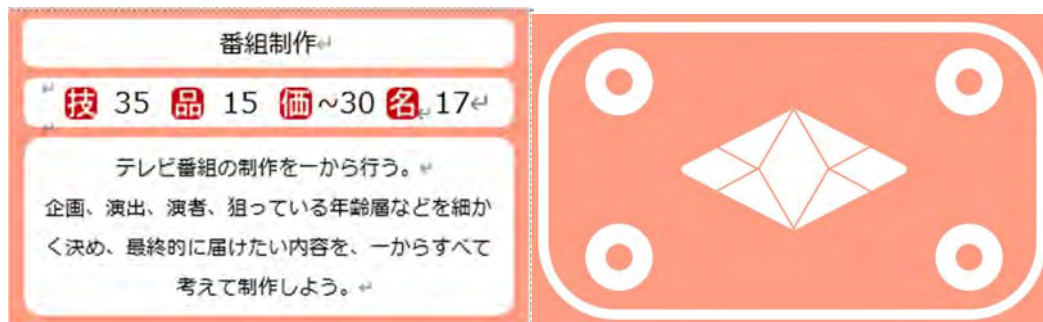 番組制作
技 35 品 15 価 ~30 名 17
テレビ番組の制作を一から行う。
企画、演出、演者、狙っている年齢層などを細か
く決め、最終的に届けたい内容を、一からすべて
考えて制作しよう。